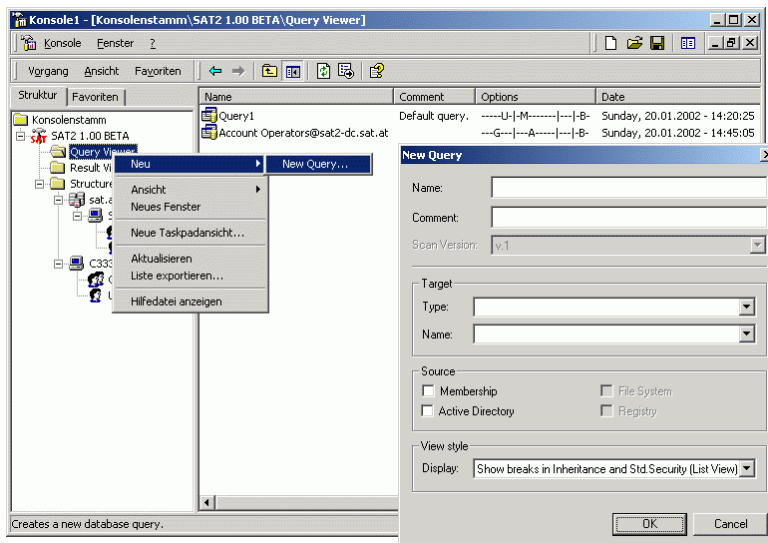 Konsole1 - [Konsolenstamm\SAT2 1.00 BETA\Query Viewer]
Konsole Fenster ?
Vorgang Ansicht Favoriten
Struktur Favoriten
Name Comment Options Date
Konsolenstamm
SAT2 1.00 BETA
Query Viewer
Result Vi
Structure
sat.a
S
C333
U
Query1 Default query. -----U-|-M-------|---|-B- Sunday, 20.01.2002 - 14:20:25
Account Operators@sat2-dc.sat.at ---G---|---A-----|---|-B- Sunday, 20.01.2002 - 14:45:05
Neu
New Query...
Ansicht
Neues Fenster
Neue Taskpadansicht...
Aktualisieren
Liste exportieren...
Hilfedatei anzeigen
New Query
Name:
Comment:
Scan Version: v.1
Target
Type:
Name:
Source
Membership File System
Active Directory Registry
View style
Display: Show breaks in Inheritance and Std.Security (List View)
OK Cancel
Creates a new database query.